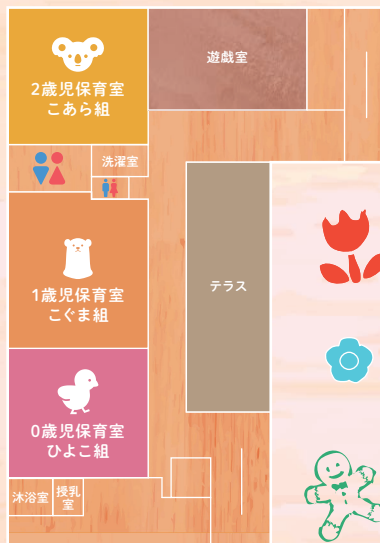 2歳児保育室
こあら組
遊戯室
洗濯室
1歳児保育室
こぐま組
テラス
0歳児保育室
ひよこ組
沐浴室
授乳
室